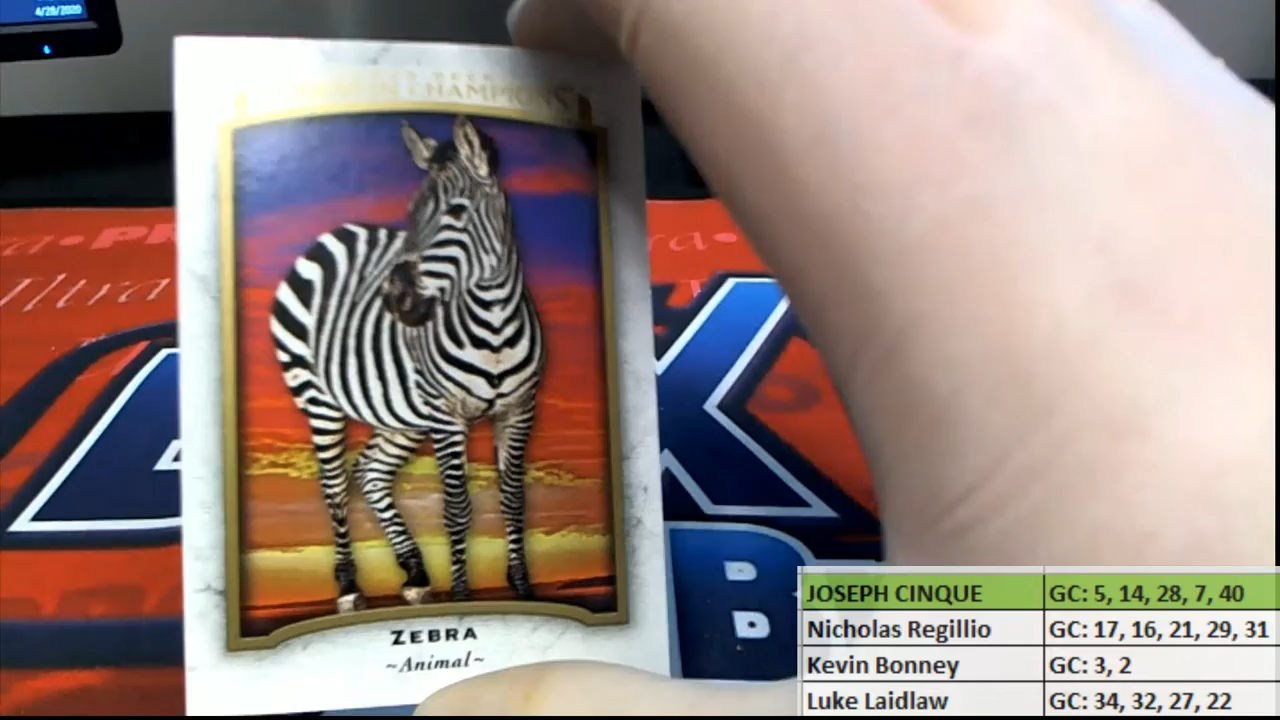 4/28/2020
CHAMPIONS
ZEBRA
~Animal~
JOSEPH CINQUE GC: 5, 14, 28, 7, 40
Nicholas Regillio GC: 17, 16, 21, 29, 31
Kevin Bonney GC: 3, 2
Luke Laidlaw GC: 34, 32, 27, 22